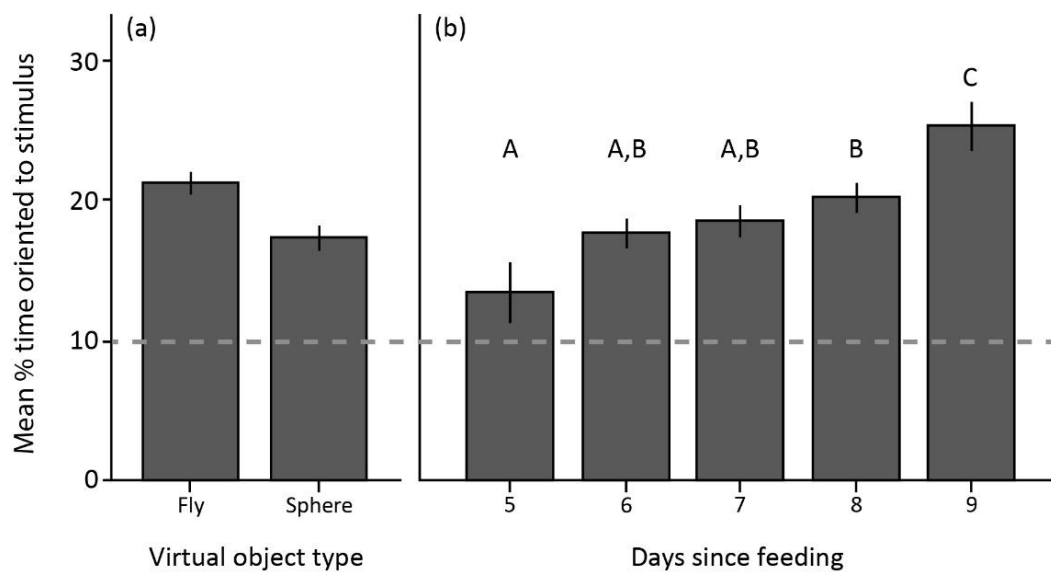 (a)
(b)
Mean % time oriented to stimulus
30
20
10
0
A
A,B
A,B
B
C
Fly
Sphere
5
6
7
8
9
Virtual object type
Days since feeding